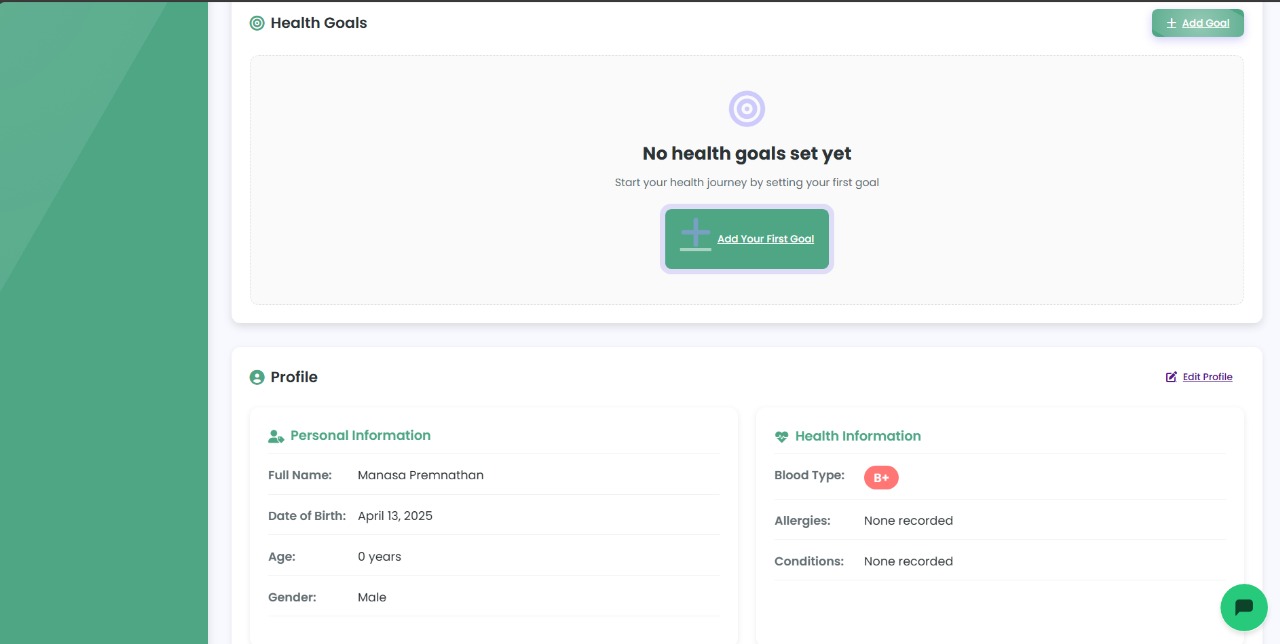 Health Goals
Add Goal
No health goals set yet
Start your health journey by setting your first goal
Add Your First Goal
Profile
Edit Profile
Personal Information
Full Name: Manasa Premnathan
Date of Birth: April 13, 2025
Age: 0 years
Gender: Male
Health Information
Blood Type: B+
Allergies: None recorded
Conditions: None recorded